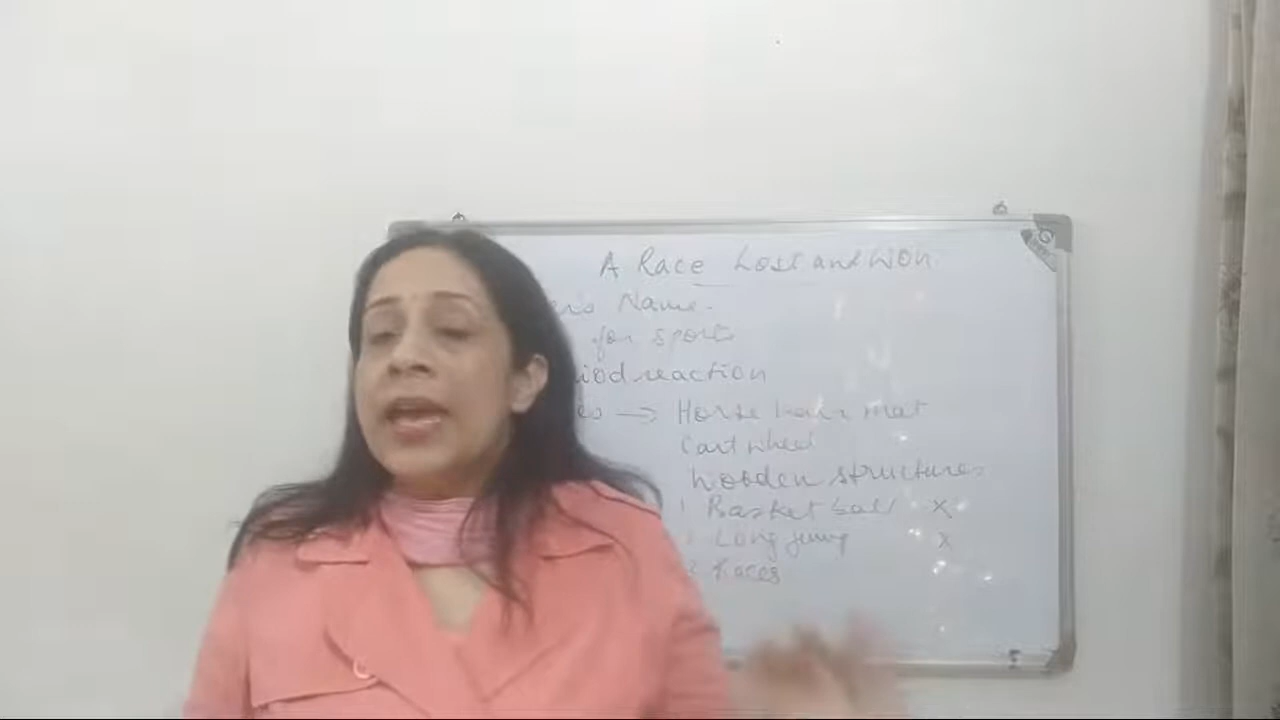 A Race Lost and Won
Name.
for sports
reaction
→ Horse hair mat
Cart wheel
Wooden structures
1 Basket ball x
Long jump x
Races